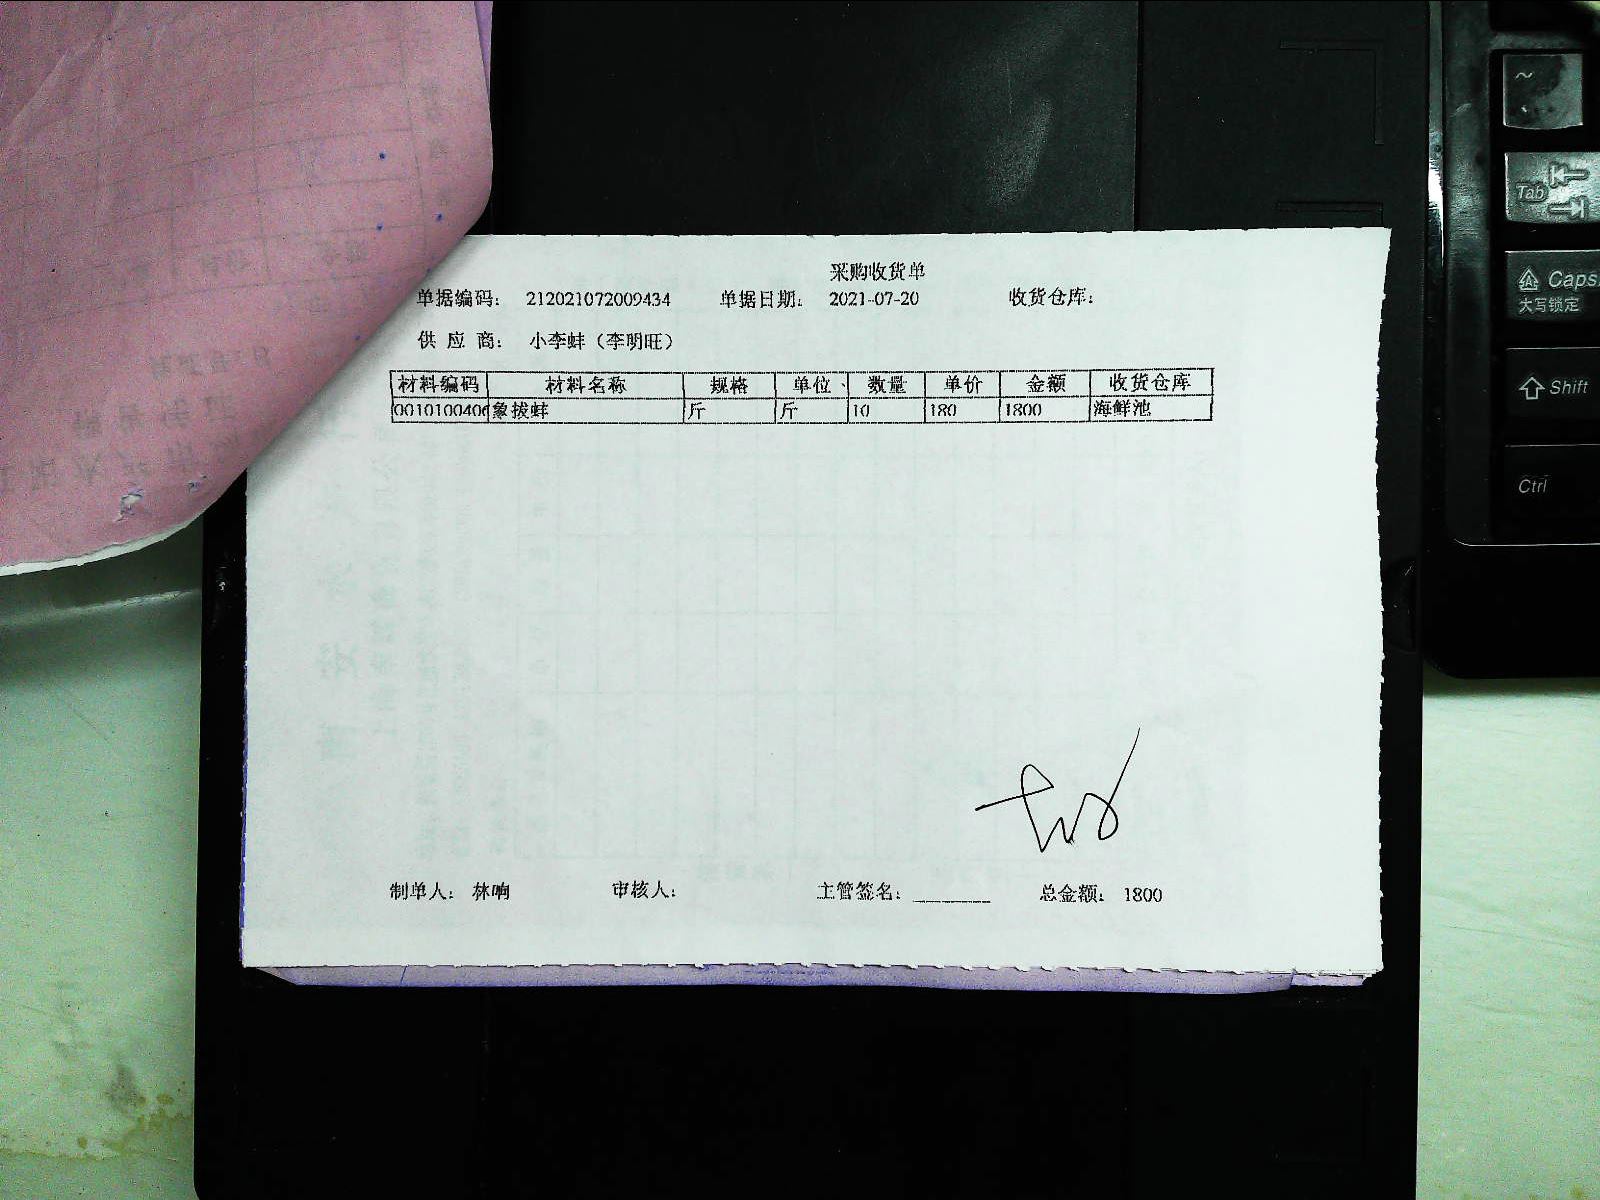 采购收货单
单据编码： 212021072009434 单据日期： 2021-07-20 收货仓库：
供 应 商： 小李蚌（李明旺）
材料编码 材料名称 规格 单位、 数量 单价 金额 收货仓库
0010100406 象拔蚌 斤 斤 10 180 1800 海鲜池
制单人： 林响 审核人： 主管签名： 总金额： 1800
~
Tab
Caps
大写锁定
Shift
Ctrl